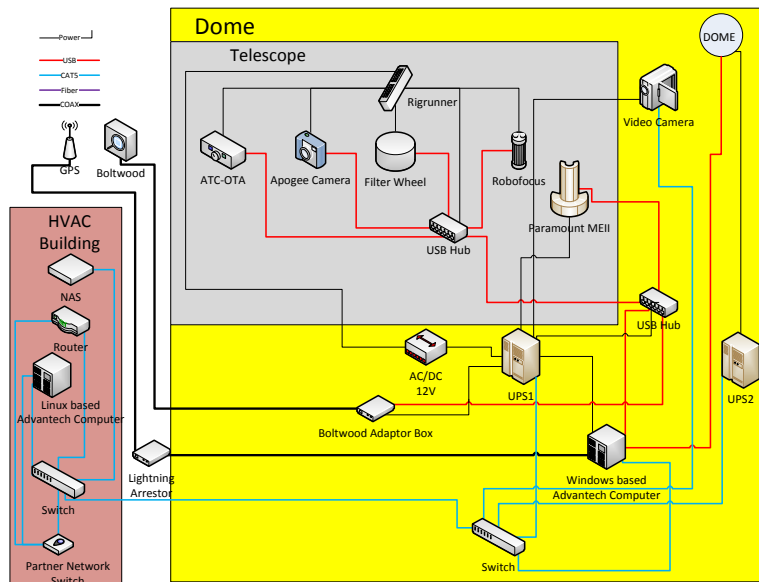 Power
USB
CAT5
Fiber
COAX
GPS
Boltwood
Dome
Telescope
Rigrunner
ATC-OTA
Apogee Camera
Filter Wheel
Robofocus
USB Hub
Paramount MEII
DOME
Video Camera
USB Hub
AC/DC
12V
UPS1
UPS2
Boltwood Adaptor Box
Lightning
Arrestor
Windows based
Advantech Computer
Switch
HVAC
Building
NAS
Router
Linux based
Advantech Computer
Switch
Partner Network
Switch